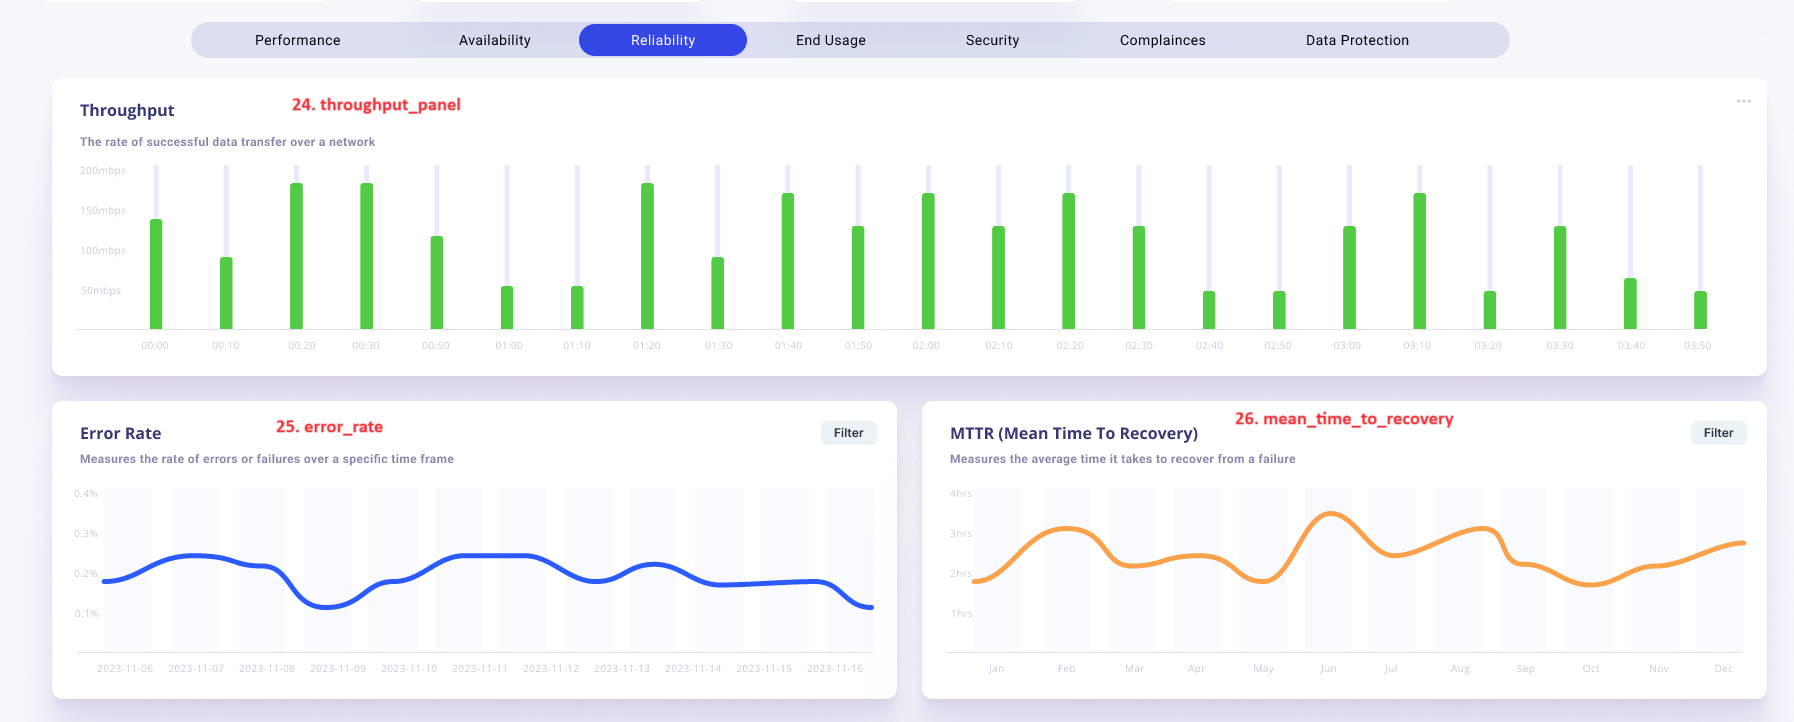 Performance Availability Reliability End Usage Security Complainces Data Protection
Throughput
24. throughput_panel
...
The rate of successful data transfer over a network
200mbps
150mbps
100mbps
50mbps
00:00 00:10 00:20 00:30 00:50 01:00 01:10 01:20 01:30 01:40 01:50 02:00 02:10 02:20 02:30 02:40 02:50 03:00 03:10 03:20 03:30 03:40 03:50
Error Rate
25. error_rate
Filter
Measures the rate of errors or failures over a specific time frame
0.4%
0.3%
0.2%
0.1%
2023-11-06 2023-11-07 2023-11-08 2023-11-09 2023-11-10 2023-11-11 2023-11-12 2023-11-13 2023-11-14 2023-11-15 2023-11-16
MTTR (Mean Time To Recovery)
26. mean_time_to_recovery
Filter
Measures the average time it takes to recover from a failure
4hrs
3hrs
2hrs
1hrs
Jan Feb Mar Apr May Jun Jul Aug Sep Oct Nov Dec